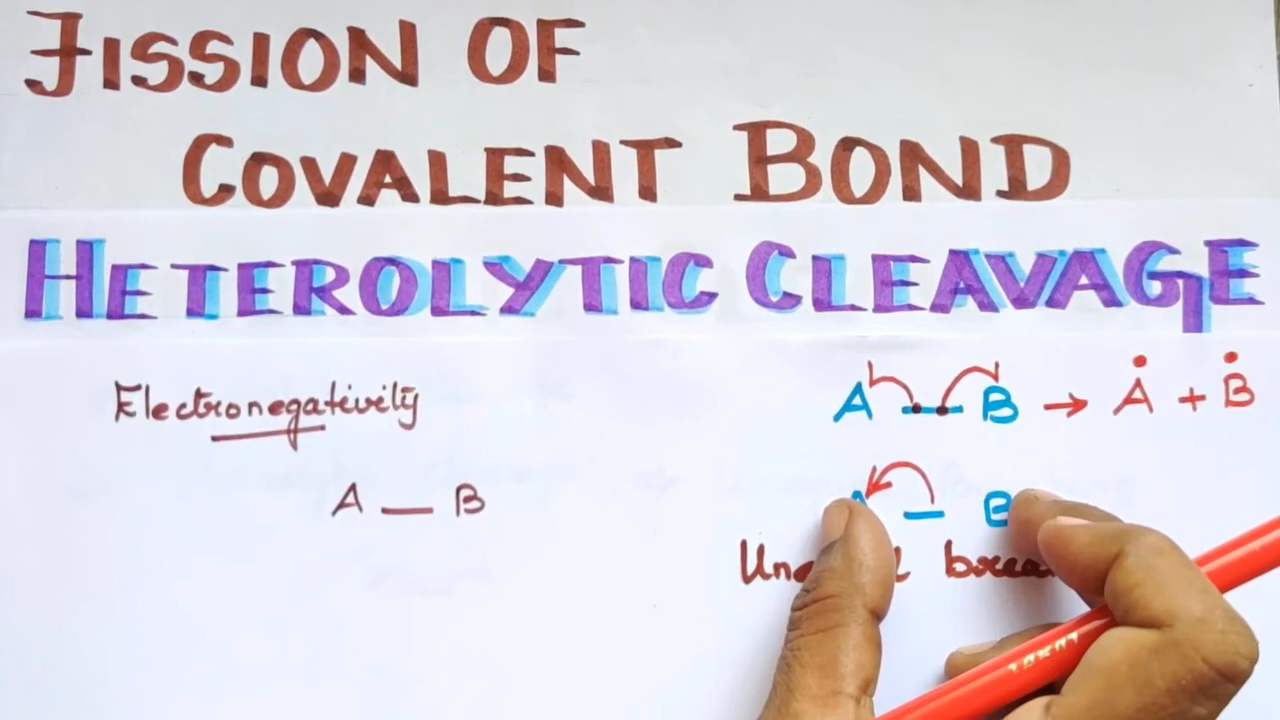 FISSION OF
COVALENT BOND
HETEROLYTIC CLEAVAGE
Electronegativity
A — B
A — B → Ȧ + Ḃ
A — B